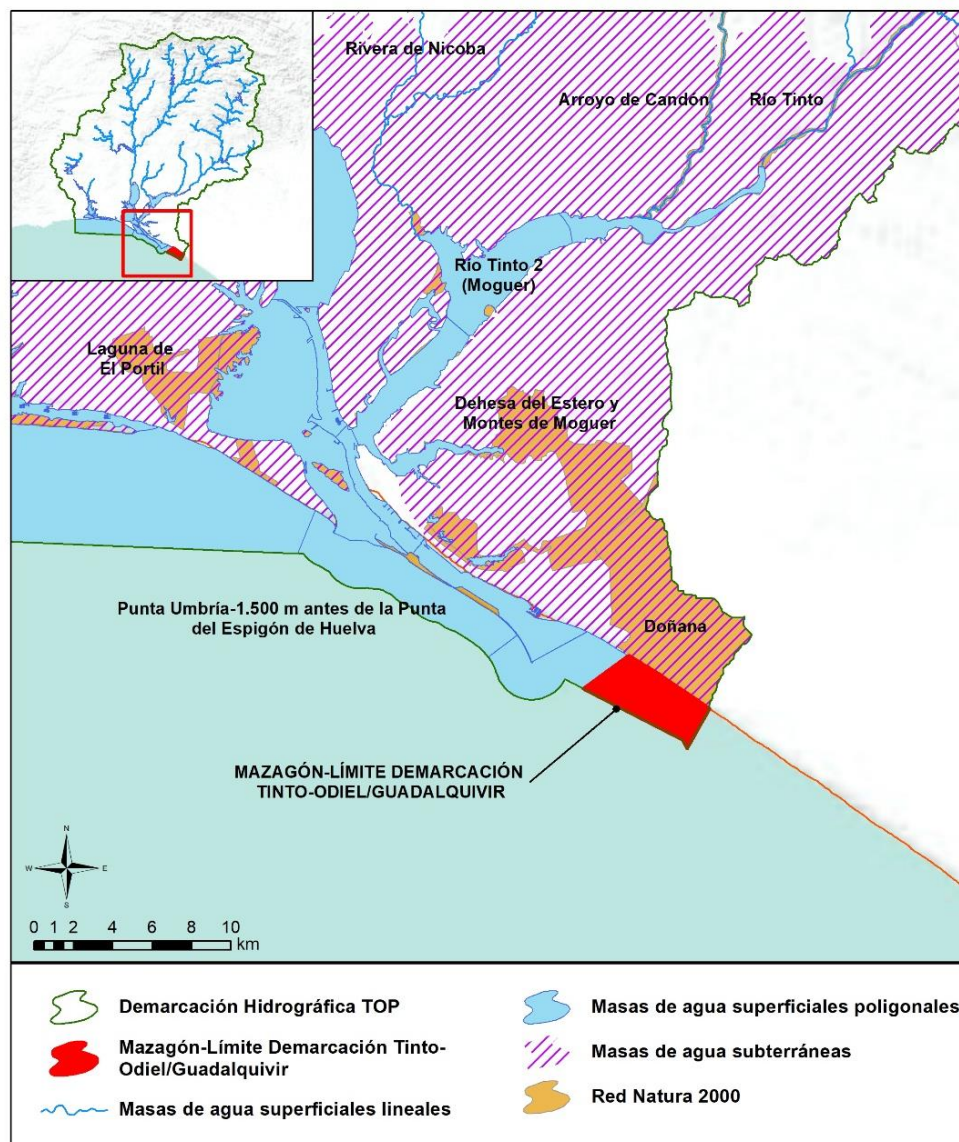 Rivera de Nicoba
Arroyo de Candón
Río Tinto
Río Tinto 2
(Moguer)
Laguna de
El Portil
Dehesa del Estero y
Montes de Moguer
Punta Umbría-1.500 m antes de la Punta
del Espigón de Huelva
Doñana
MAZAGÓN-LÍMITE DEMARCACIÓN
TINTO-ODIEL/GUADALQUIVIR
N
W E
S
0 1 2 4 6 8 10
km
Demarcación Hidrográfica TOP
Mazagón-Límite Demarcación Tinto-
Odiel/Guadalquivir
Masas de agua superficiales lineales
Masas de agua superficiales poligonales
Masas de agua subterráneas
Red Natura 2000